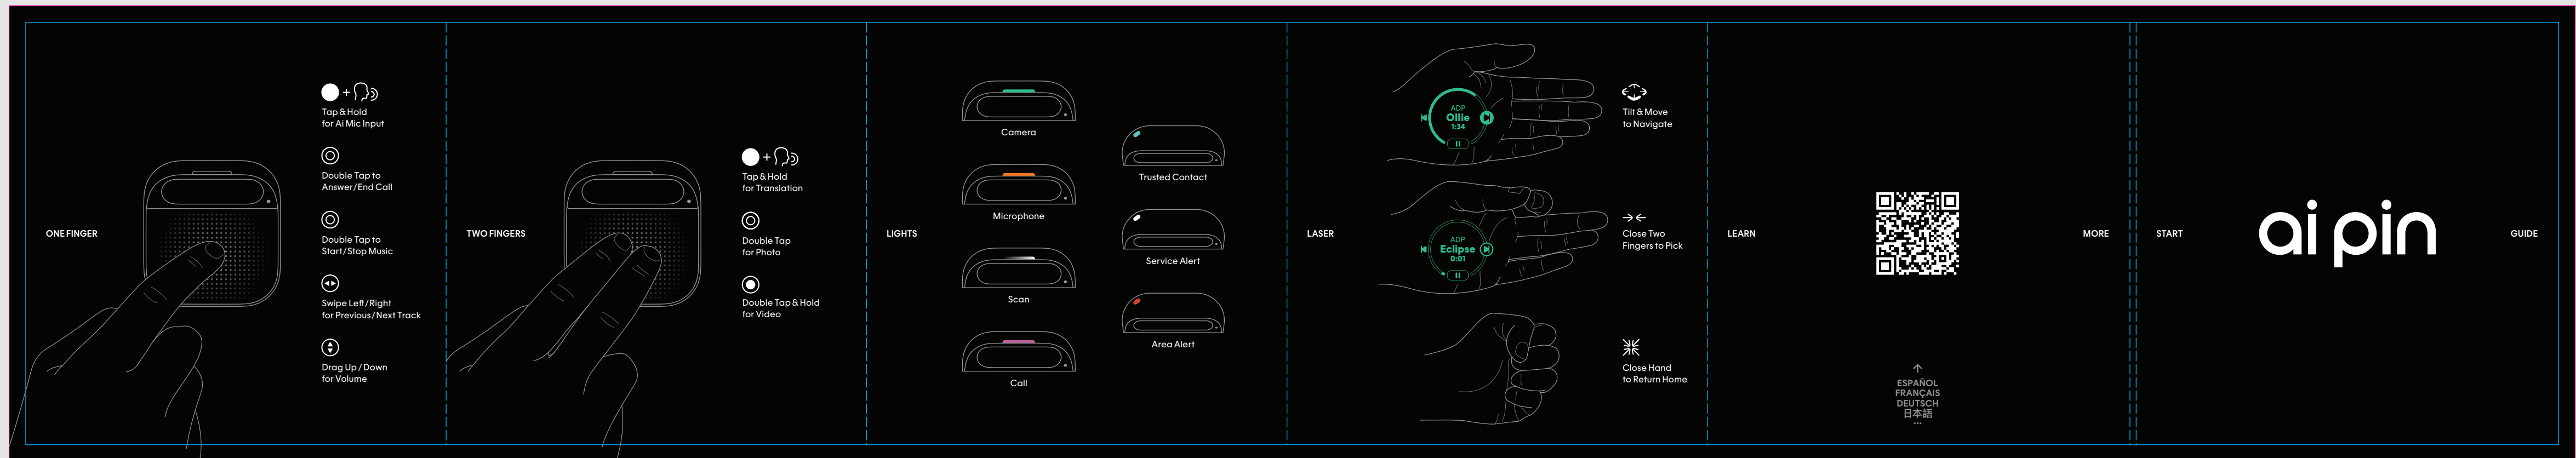 ONE FINGER
Tap & Hold
for Ai Mic Input
Double Tap to
Answer/End Call
Double Tap to
Start/Stop Music
Swipe Left/Right
for Previous/Next Track
Drag Up/Down
for Volume
TWO FINGERS
Tap & Hold
for Translation
Double Tap
for Photo
Double Tap & Hold
for Video
LIGHTS
Camera
Microphone
Scan
Call
Trusted Contact
Service Alert
Area Alert
LASER
ADP
Ollie
1:34
Tilt & Move
to Navigate
ADP
Eclipse
0:01
Close Two
Fingers to Pick
Close Hand
to Return Home
LEARN
MORE
ESPAÑOL
FRANÇAIS
DEUTSCH
日本語
...
START
ai pin
GUIDE